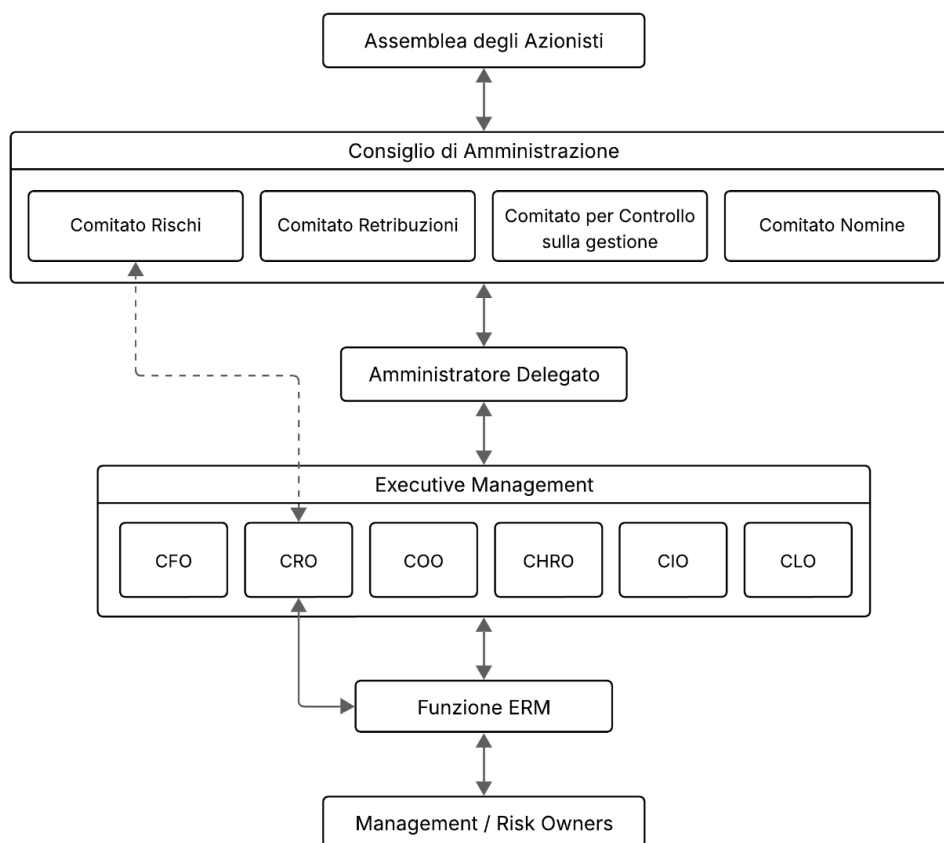 Assemblea degli Azionisti
Consiglio di Amministrazione
Comitato Rischi
Comitato Retribuzioni
Comitato per Controllo
sulla gestione
Comitato Nomine
Amministratore Delegato
Executive Management
CFO
CRO
COO
CHRO
CIO
CLO
Funzione ERM
Management / Risk Owners